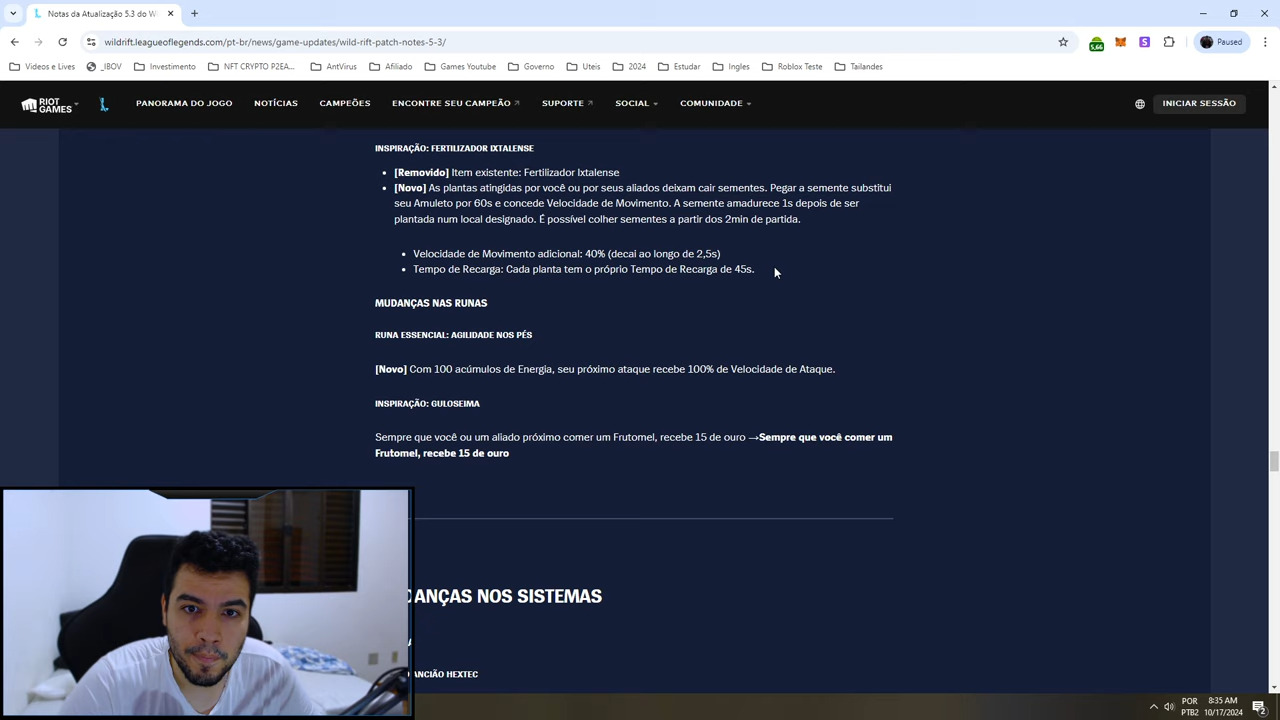 Notas da Atualização 5.3 do Wi
wildrift.leagueoflegends.com/pt-br/news/game-updates/wild-rift-patch-notes-5-3/
5,66
S
Paused
Videos e Lives
_IBOV
Investimento
NFT CRYPTO P2EA...
AntVirus
Afiliado
Games Youtube
Governo
Uteis
2024
Estudar
Ingles
Roblox Teste
Tailandes
RIOT GAMES
PANORAMA DO JOGO
NOTÍCIAS
CAMPEÕES
ENCONTRE SEU CAMPEÃO
SUPORTE
SOCIAL
COMUNIDADE
INICIAR SESSÃO
INSPIRAÇÃO: FERTILIZADOR IXTALENSE
[Removido] Item existente: Fertilizador Ixtalense
[Novo] As plantas atingidas por você ou por seus aliados deixam cair sementes. Pegar a semente substitui
seu Amuleto por 60s e concede Velocidade de Movimento. A semente amadurece 1s depois de ser
plantada num local designado. É possível colher sementes a partir dos 2min de partida.
Velocidade de Movimento adicional: 40% (decai ao longo de 2,5s)
Tempo de Recarga: Cada planta tem o próprio Tempo de Recarga de 45s.
MUDANÇAS NAS RUNAS
RUNA ESSENCIAL: AGILIDADE NOS PÉS
[Novo] Com 100 acúmulos de Energia, seu próximo ataque recebe 100% de Velocidade de Ataque.
INSPIRAÇÃO: GULOSEIMA
Sempre que você ou um aliado próximo comer um Frutomel, recebe 15 de ouro →Sempre que você comer um
Frutomel, recebe 15 de ouro
DANÇAS NOS SISTEMAS
ANCIÃO HEXTEC
POR
PTB2
8:35 AM
10/17/2024
2